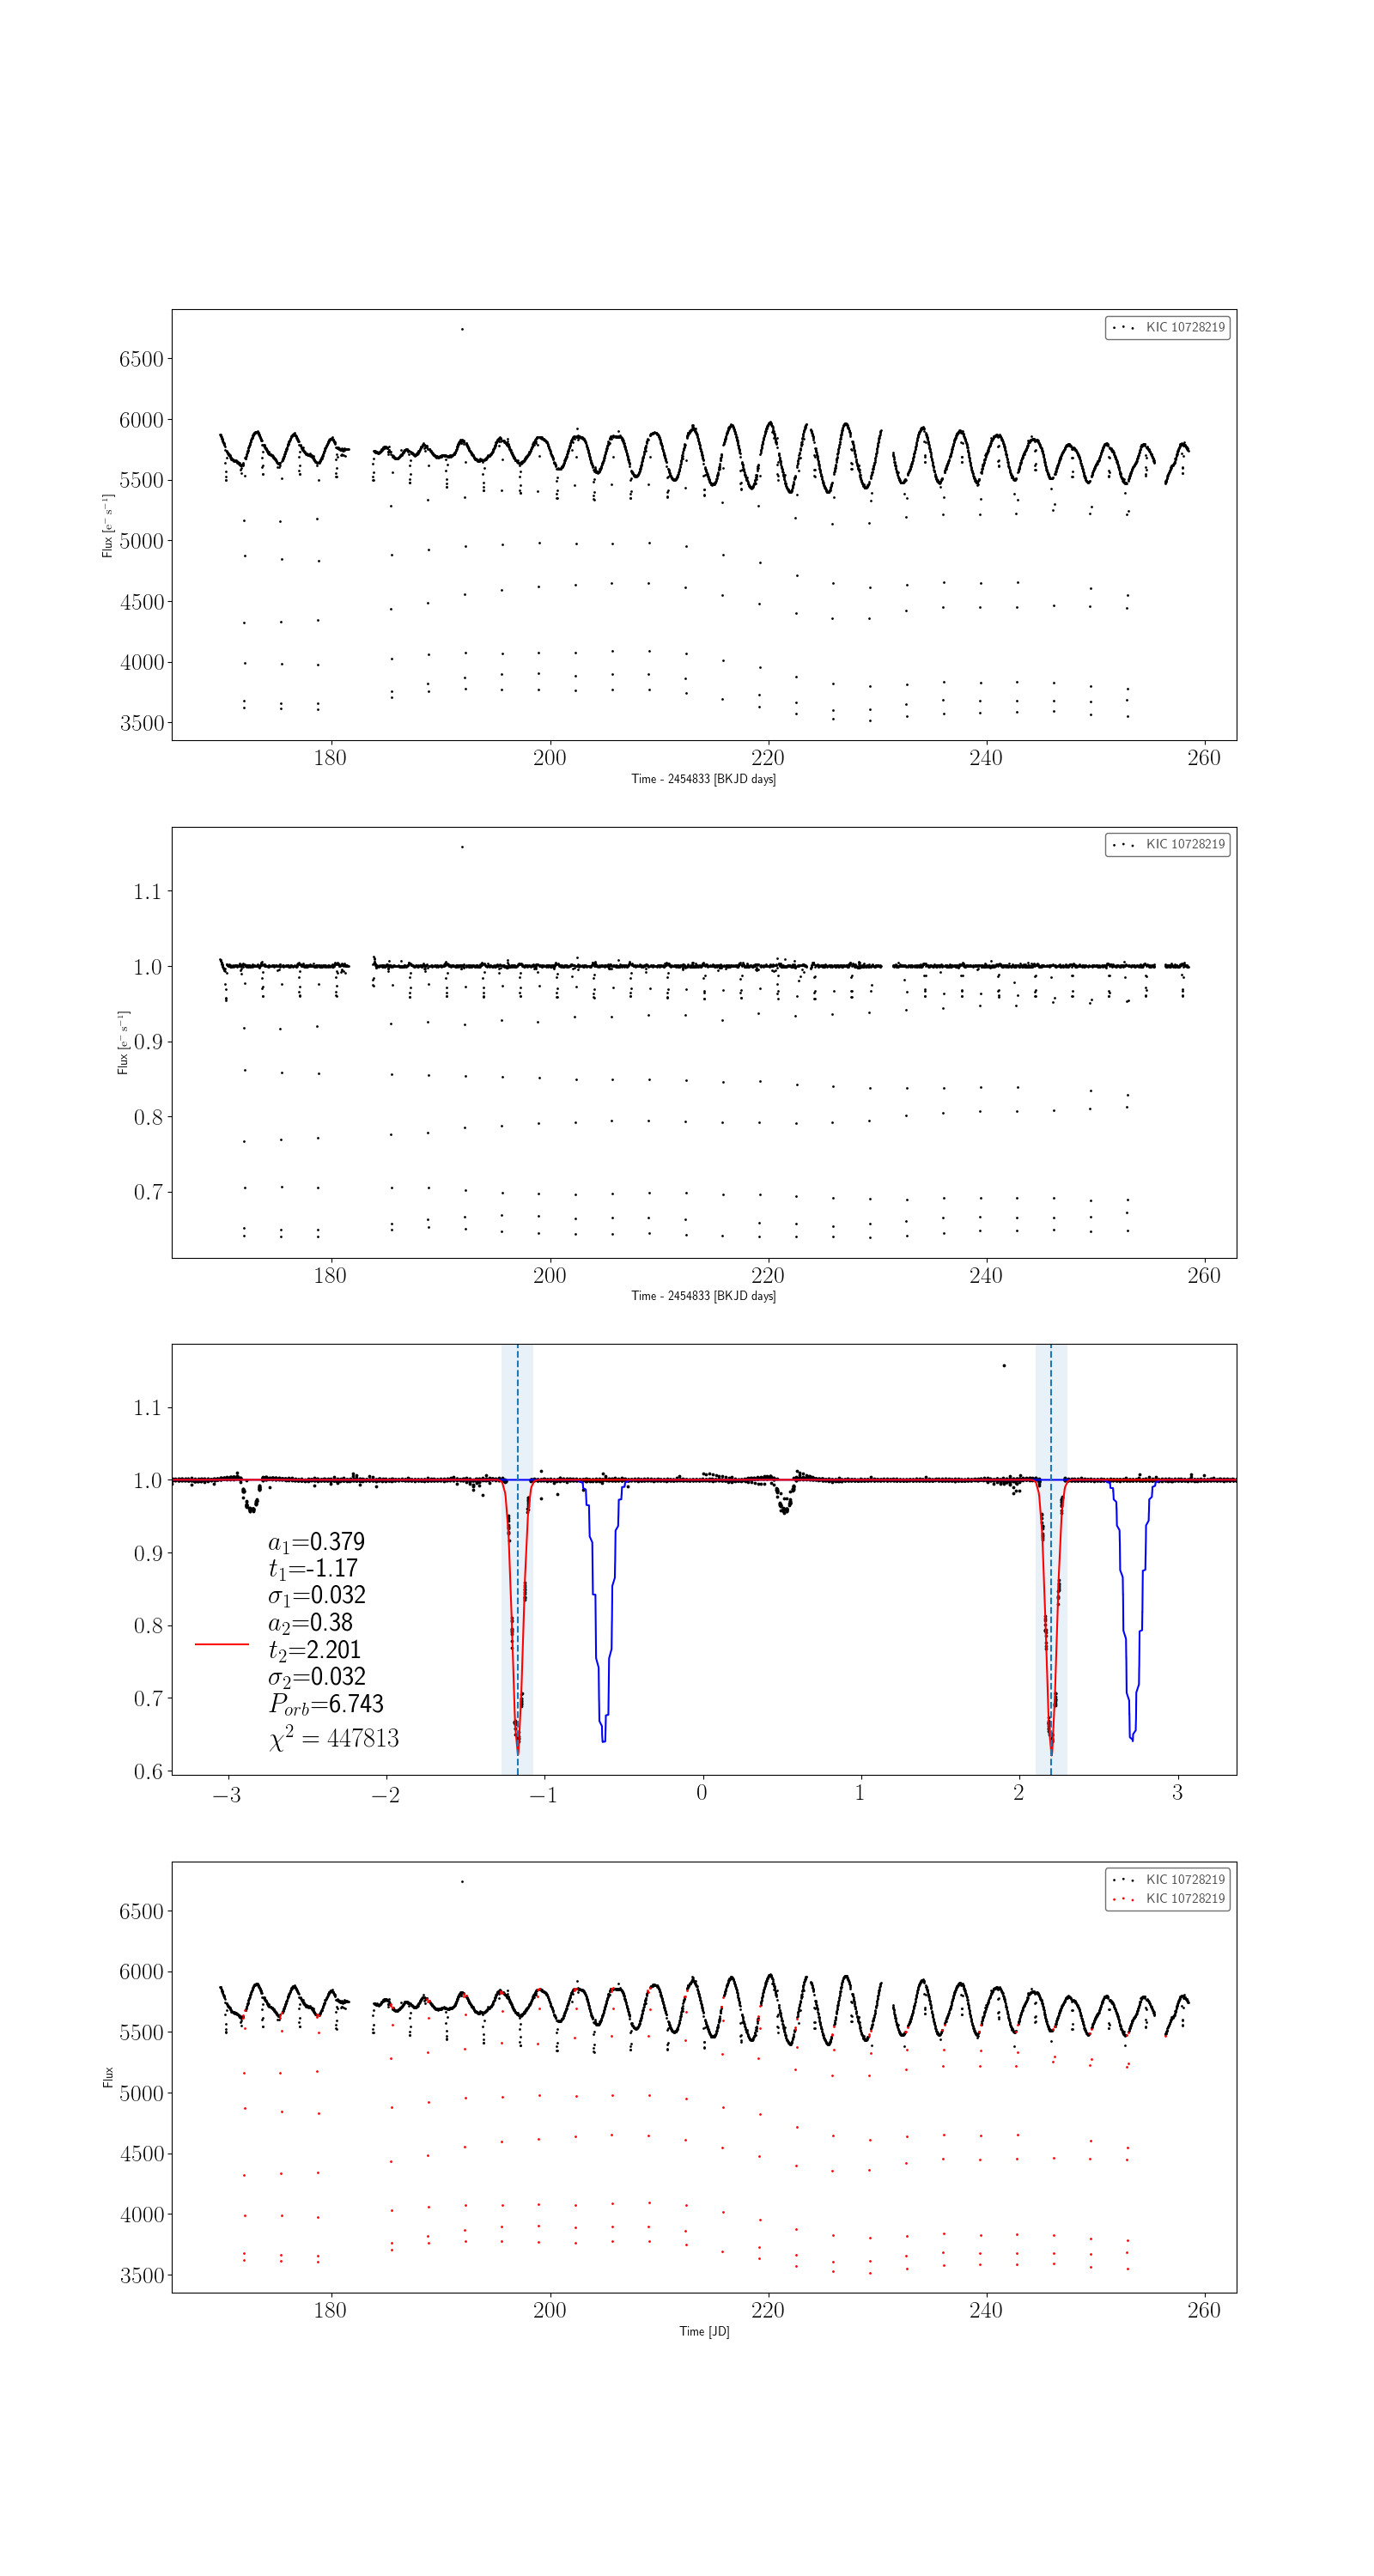 KIC 10728219
6500
6000
5500
5000
4500
4000
3500
Flux [e⁻ s⁻¹]
180 200 220 240 260
Time - 2454833 [BKJD days]
KIC 10728219
1.1
1.0
0.9
0.8
0.7
Flux [e⁻ s⁻¹]
180 200 220 240 260
Time - 2454833 [BKJD days]
1.1
1.0
0.9
0.8
0.7
0.6
a₁=0.379
t₁=-1.17
σ₁=0.032
a₂=0.38
t₂=2.201
σ₂=0.032
P_orb=6.743
χ² = 447813
−3 −2 −1 0 1 2 3
KIC 10728219
KIC 10728219
6500
6000
5500
5000
4500
4000
3500
Flux
180 200 220 240 260
Time [JD]